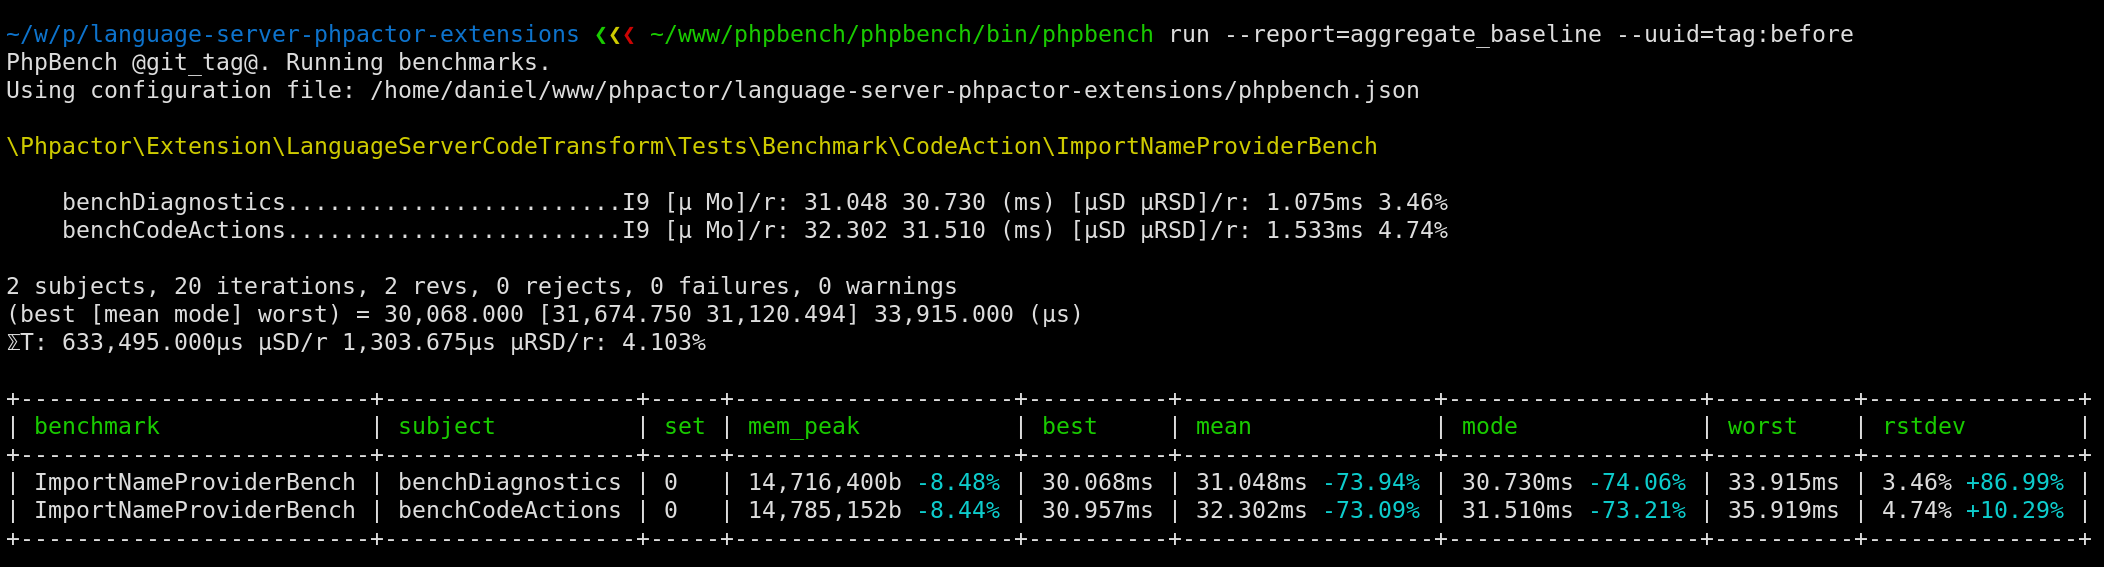 ~/w/p/language-server-phpactor-extensions ❮❮❮ ~/www/phpbench/phpbench/bin/phpbench run --report=aggregate_baseline --uuid=tag:before
PhpBench @git_tag@. Running benchmarks.
Using configuration file: /home/daniel/www/phpactor/language-server-phpactor-extensions/phpbench.json

\Phpactor\Extension\LanguageServerCodeTransform\Tests\Benchmark\CodeAction\ImportNameProviderBench

    benchDiagnostics........................I9 [μ Mo]/r: 31.048 30.730 (ms) [μSD μRSD]/r: 1.075ms 3.46%
    benchCodeActions........................I9 [μ Mo]/r: 32.302 31.510 (ms) [μSD μRSD]/r: 1.533ms 4.74%

2 subjects, 20 iterations, 2 revs, 0 rejects, 0 failures, 0 warnings
(best [mean mode] worst) = 30,068.000 [31,674.750 31,120.494] 33,915.000 (μs)
⅀T: 633,495.000μs μSD/r 1,303.675μs μRSD/r: 4.103%

+-------------------------+------------------+-----+--------------------+----------+------------------+------------------+----------+---------------+
| benchmark               | subject          | set | mem_peak           | best     | mean             | mode             | worst    | rstdev        |
+-------------------------+------------------+-----+--------------------+----------+------------------+------------------+----------+---------------+
| ImportNameProviderBench | benchDiagnostics | 0   | 14,716,400b -8.48% | 30.068ms | 31.048ms -73.94% | 30.730ms -74.06% | 33.915ms | 3.46% +86.99% |
| ImportNameProviderBench | benchCodeActions | 0   | 14,785,152b -8.44% | 30.957ms | 32.302ms -73.09% | 31.510ms -73.21% | 35.919ms | 4.74% +10.29% |
+-------------------------+------------------+-----+--------------------+----------+------------------+------------------+----------+---------------+